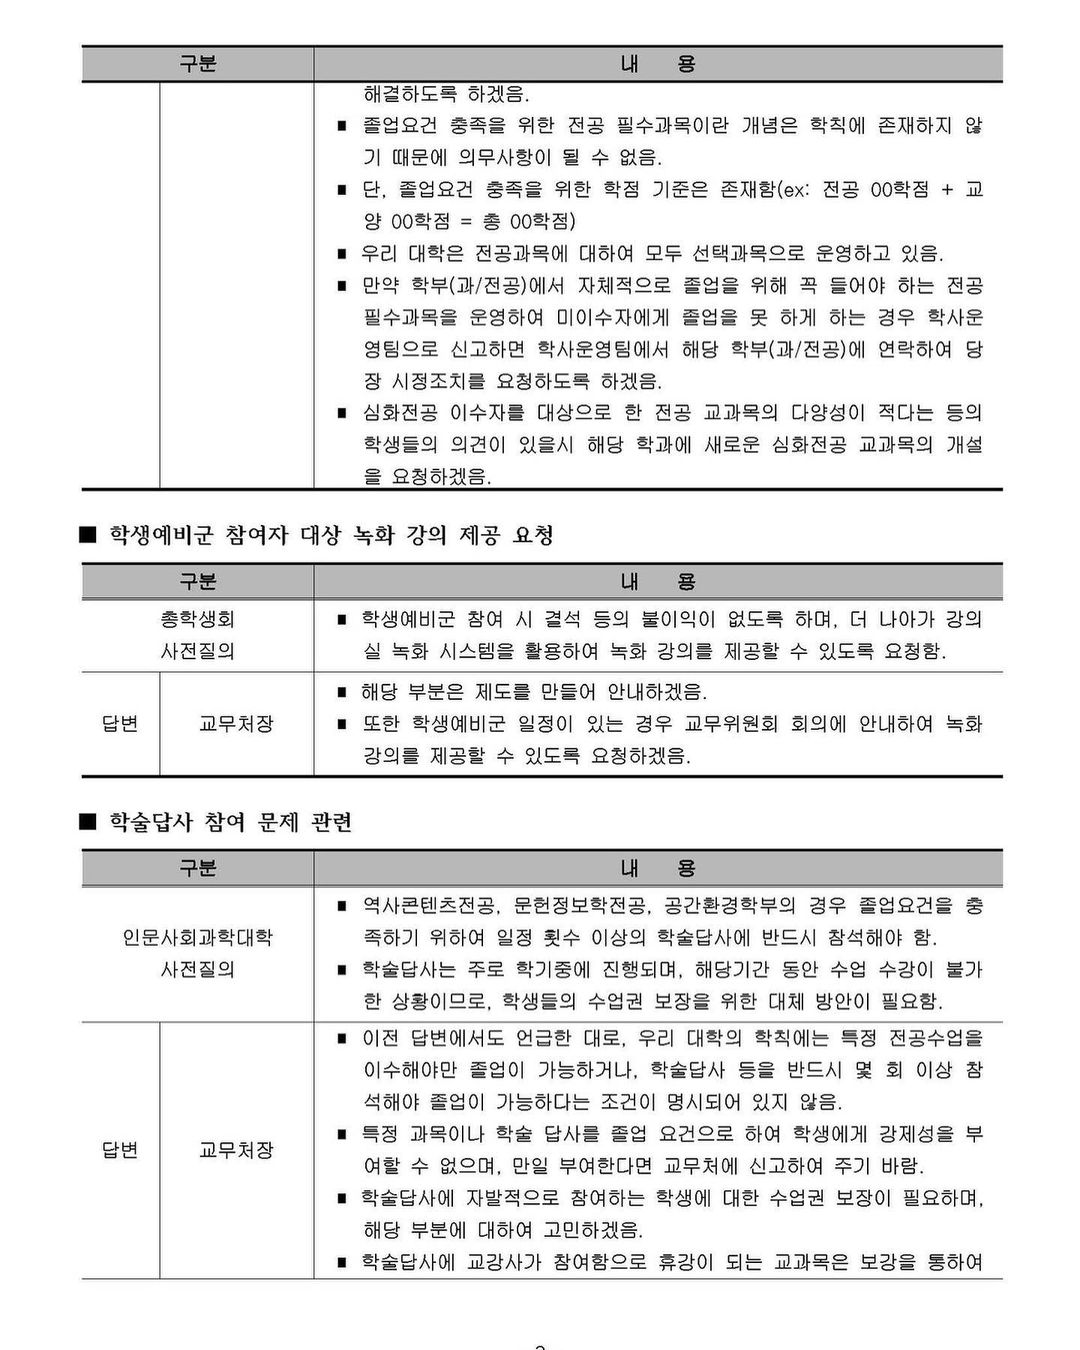 구분 내 용
해결하도록 하겠음.
■ 졸업요건 충족을 위한 전공 필수과목이란 개념은 학칙에 존재하지 않
기 때문에 의무사항이 될 수 없음.
■ 단, 졸업요건 충족을 위한 학점 기준은 존재함(ex: 전공 00학점 + 교
양 00학점 = 총 00학점)
■ 우리 대학은 전공과목에 대하여 모두 선택과목으로 운영하고 있음.
■ 만약 학부(과/전공)에서 자체적으로 졸업을 위해 꼭 들어야 하는 전공
필수과목을 운영하여 미이수자에게 졸업을 못 하게 하는 경우 학사운
영팀으로 신고하면 학사운영팀에서 해당 학부(과/전공)에 연락하여 당
장 시정조치를 요청하도록 하겠음.
■ 심화전공 이수자를 대상으로 한 전공 교과목의 다양성이 적다는 등의
학생들의 의견이 있을시 해당 학과에 새로운 심화전공 교과목의 개설
을 요청하겠음.
■ 학생예비군 참여자 대상 녹화 강의 제공 요청
구분 내 용
총학생회
사전질의
■ 학생예비군 참여 시 결석 등의 불이익이 없도록 하며, 더 나아가 강의
실 녹화 시스템을 활용하여 녹화 강의를 제공할 수 있도록 요청함.
답변 교무처장
■ 해당 부분은 제도를 만들어 안내하겠음.
■ 또한 학생예비군 일정이 있는 경우 교무위원회 회의에 안내하여 녹화
강의를 제공할 수 있도록 요청하겠음.
■ 학술답사 참여 문제 관련
구분 내 용
인문사회과학대학
사전질의
■ 역사콘텐츠전공, 문헌정보학전공, 공간환경학부의 경우 졸업요건을 충
족하기 위하여 일정 횟수 이상의 학술답사에 반드시 참석해야 함.
■ 학술답사는 주로 학기중에 진행되며, 해당기간 동안 수업 수강이 불가
한 상황이므로, 학생들의 수업권 보장을 위한 대체 방안이 필요함.
답변 교무처장
■ 이전 답변에서도 언급한 대로, 우리 대학의 학칙에는 특정 전공수업을
이수해야만 졸업이 가능하거나, 학술답사 등을 반드시 몇 회 이상 참
석해야 졸업이 가능하다는 조건이 명시되어 있지 않음.
■ 특정 과목이나 학술 답사를 졸업 요건으로 하여 학생에게 강제성을 부
여할 수 없으며, 만일 부여한다면 교무처에 신고하여 주기 바람.
■ 학술답사에 자발적으로 참여하는 학생에 대한 수업권 보장이 필요하며,
해당 부분에 대하여 고민하겠음.
■ 학술답사에 교강사가 참여함으로 휴강이 되는 교과목은 보강을 통하여